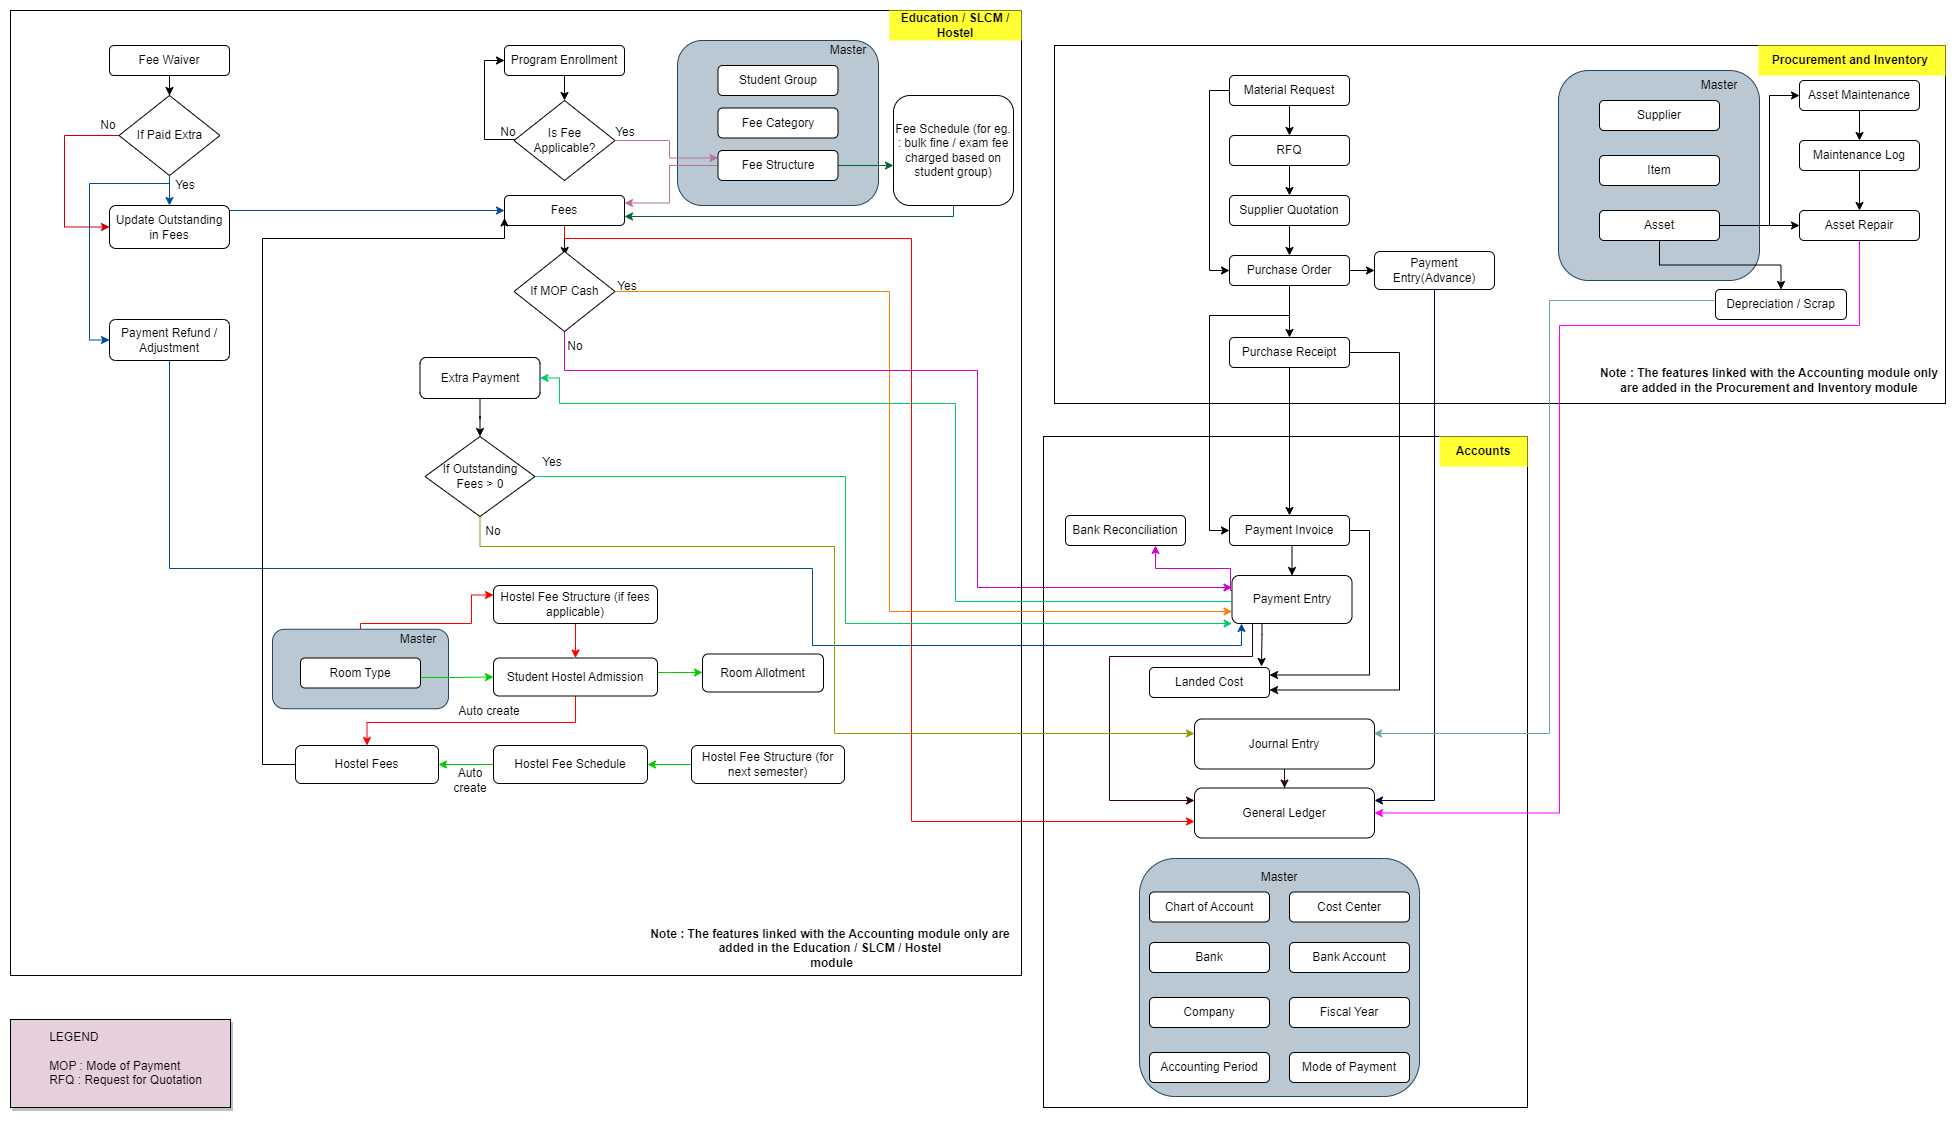 Education / SLCM /
Hostel
Fee Waiver
If Paid Extra
No
Yes
Update Outstanding
in Fees
Payment Refund /
Adjustment
Program Enrollment
Is Fee
Applicable?
No
Yes
Master
Student Group
Fee Category
Fee Structure
Fee Schedule (for eg.
: bulk fine / exam fee
charged based on
student group)
Fees
If MOP Cash
Yes
No
Extra Payment
If Outstanding
Fees > 0
Yes
No
Hostel Fee Structure (if fees
applicable)
Master
Room Type
Student Hostel Admission
Room Allotment
Auto create
Hostel Fees
Auto
create
Hostel Fee Schedule
Hostel Fee Structure (for
next semester)
Note : The features linked with the Accounting module only are
added in the Education / SLCM / Hostel
module
Procurement and Inventory
Material Request
RFQ
Supplier Quotation
Purchase Order
Payment
Entry(Advance)
Purchase Receipt
Master
Supplier
Item
Asset
Asset Maintenance
Maintenance Log
Asset Repair
Depreciation / Scrap
Note : The features linked with the Accounting module only
are added in the Procurement and Inventory module
Accounts
Bank Reconciliation
Payment Invoice
Payment Entry
Landed Cost
Journal Entry
General Ledger
Master
Chart of Account
Cost Center
Bank
Bank Account
Company
Fiscal Year
Accounting Period
Mode of Payment
LEGEND
MOP : Mode of Payment
RFQ : Request for Quotation